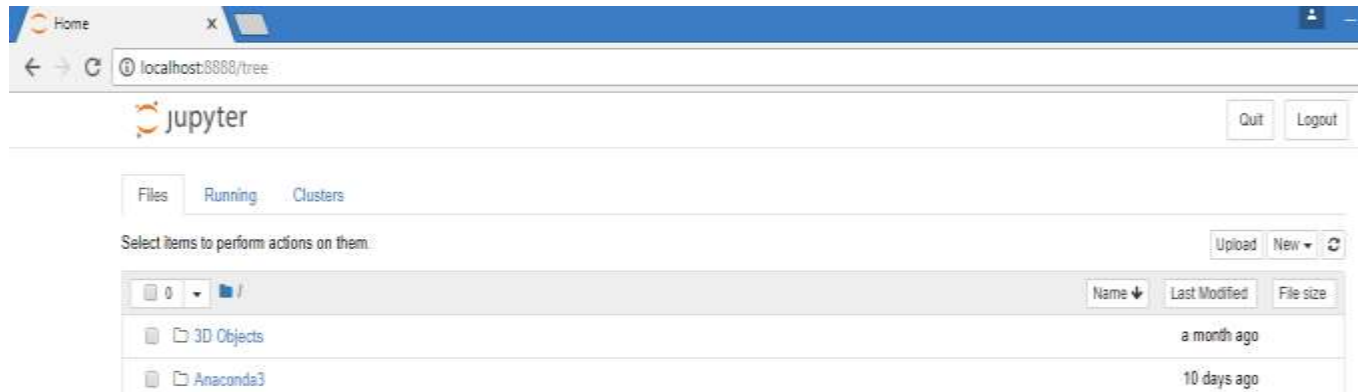 Home
localhost:8888/tree
jupyter
Quit Logout
Files Running Clusters
Select items to perform actions on them.
Upload New
0 /
Name Last Modified File size
3D Objects a month ago
Anaconda3 10 days ago